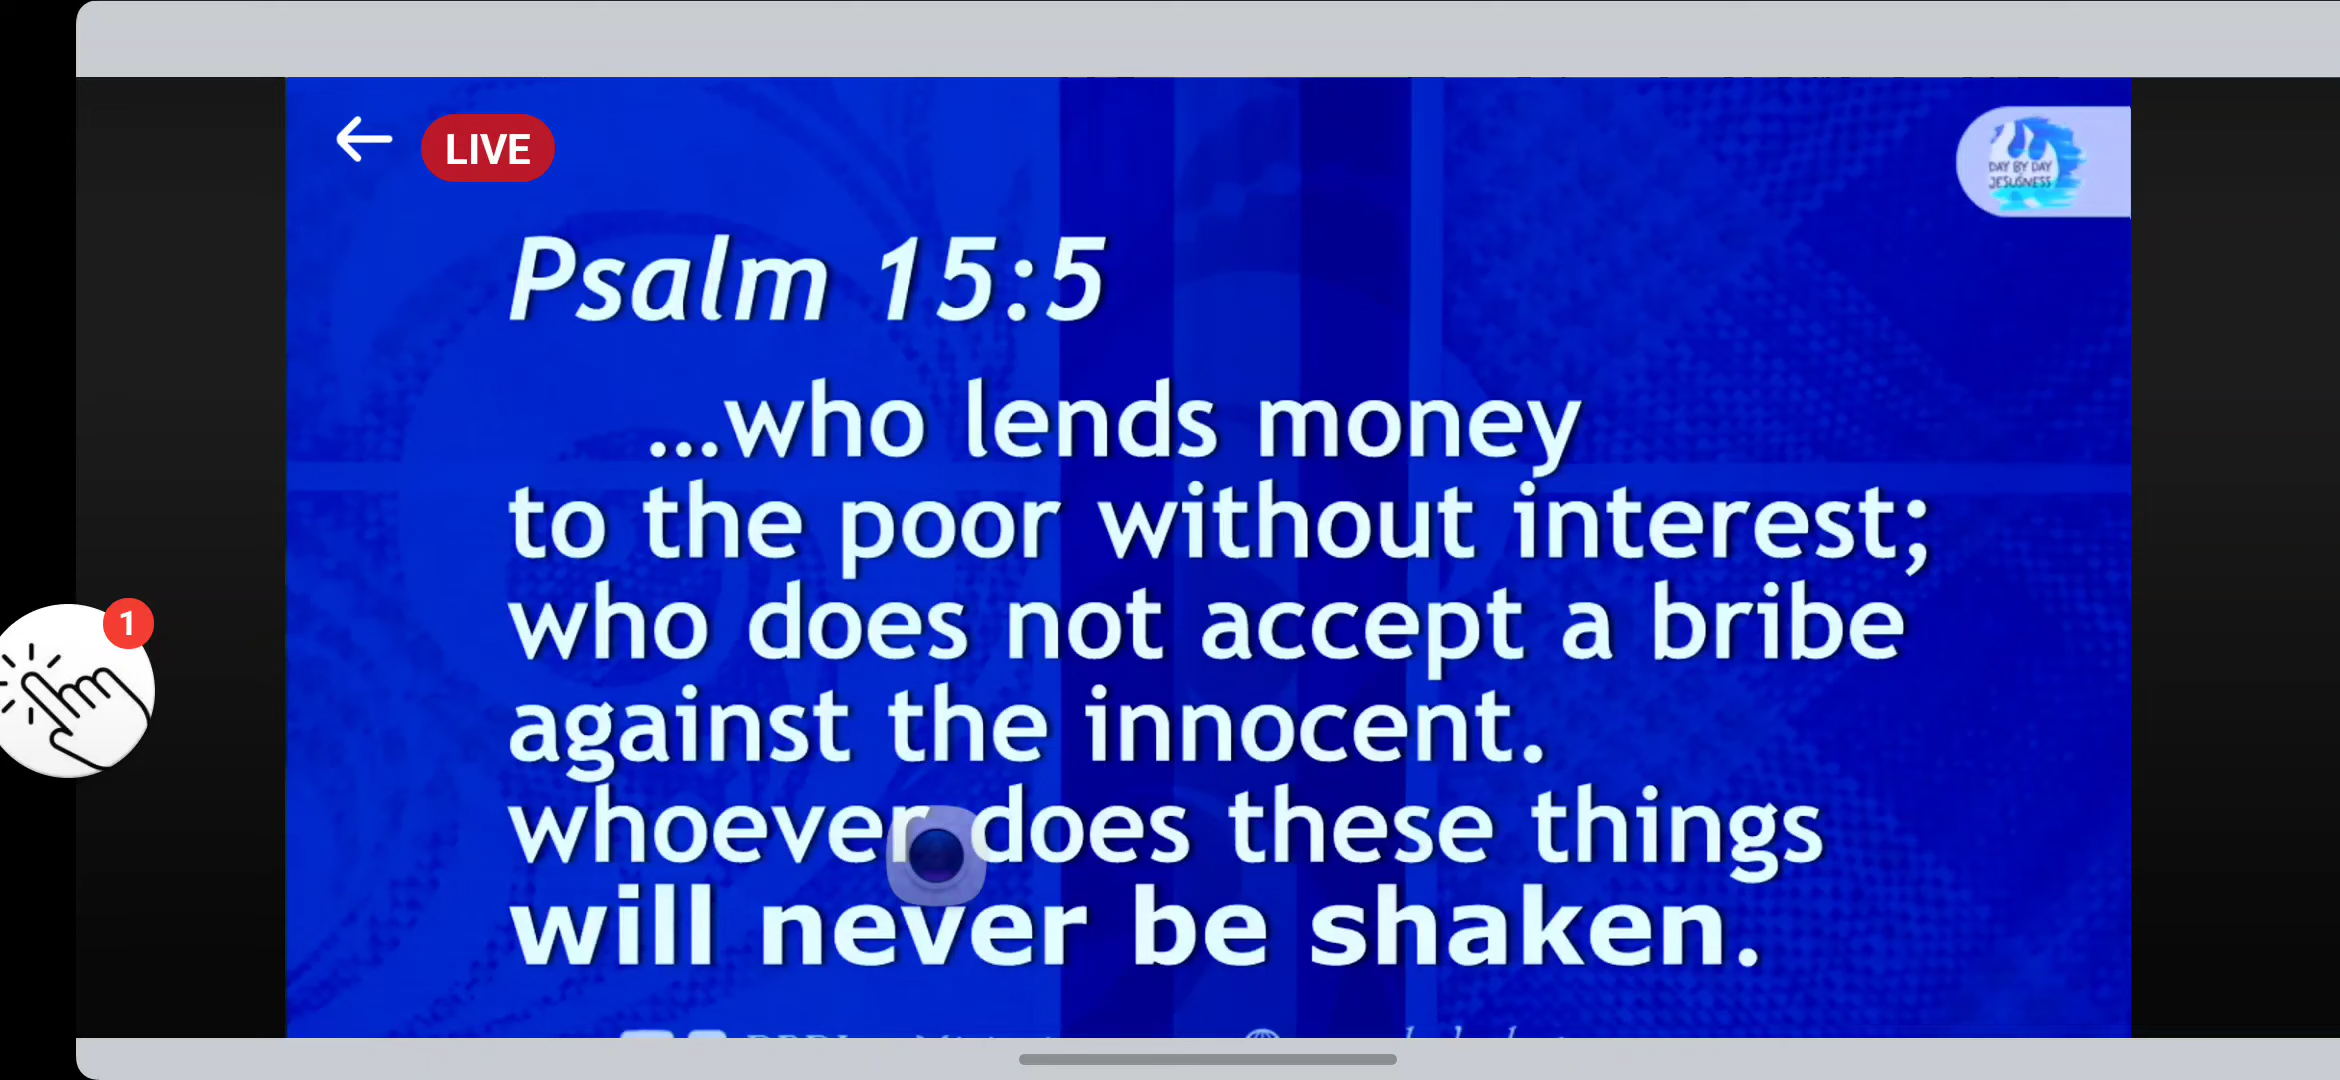 LIVE
DAY BY DAY
JESUSNESS
Psalm 15:5
...who lends money
to the poor without interest;
who does not accept a bribe
against the innocent.
whoever does these things
will never be shaken.
1